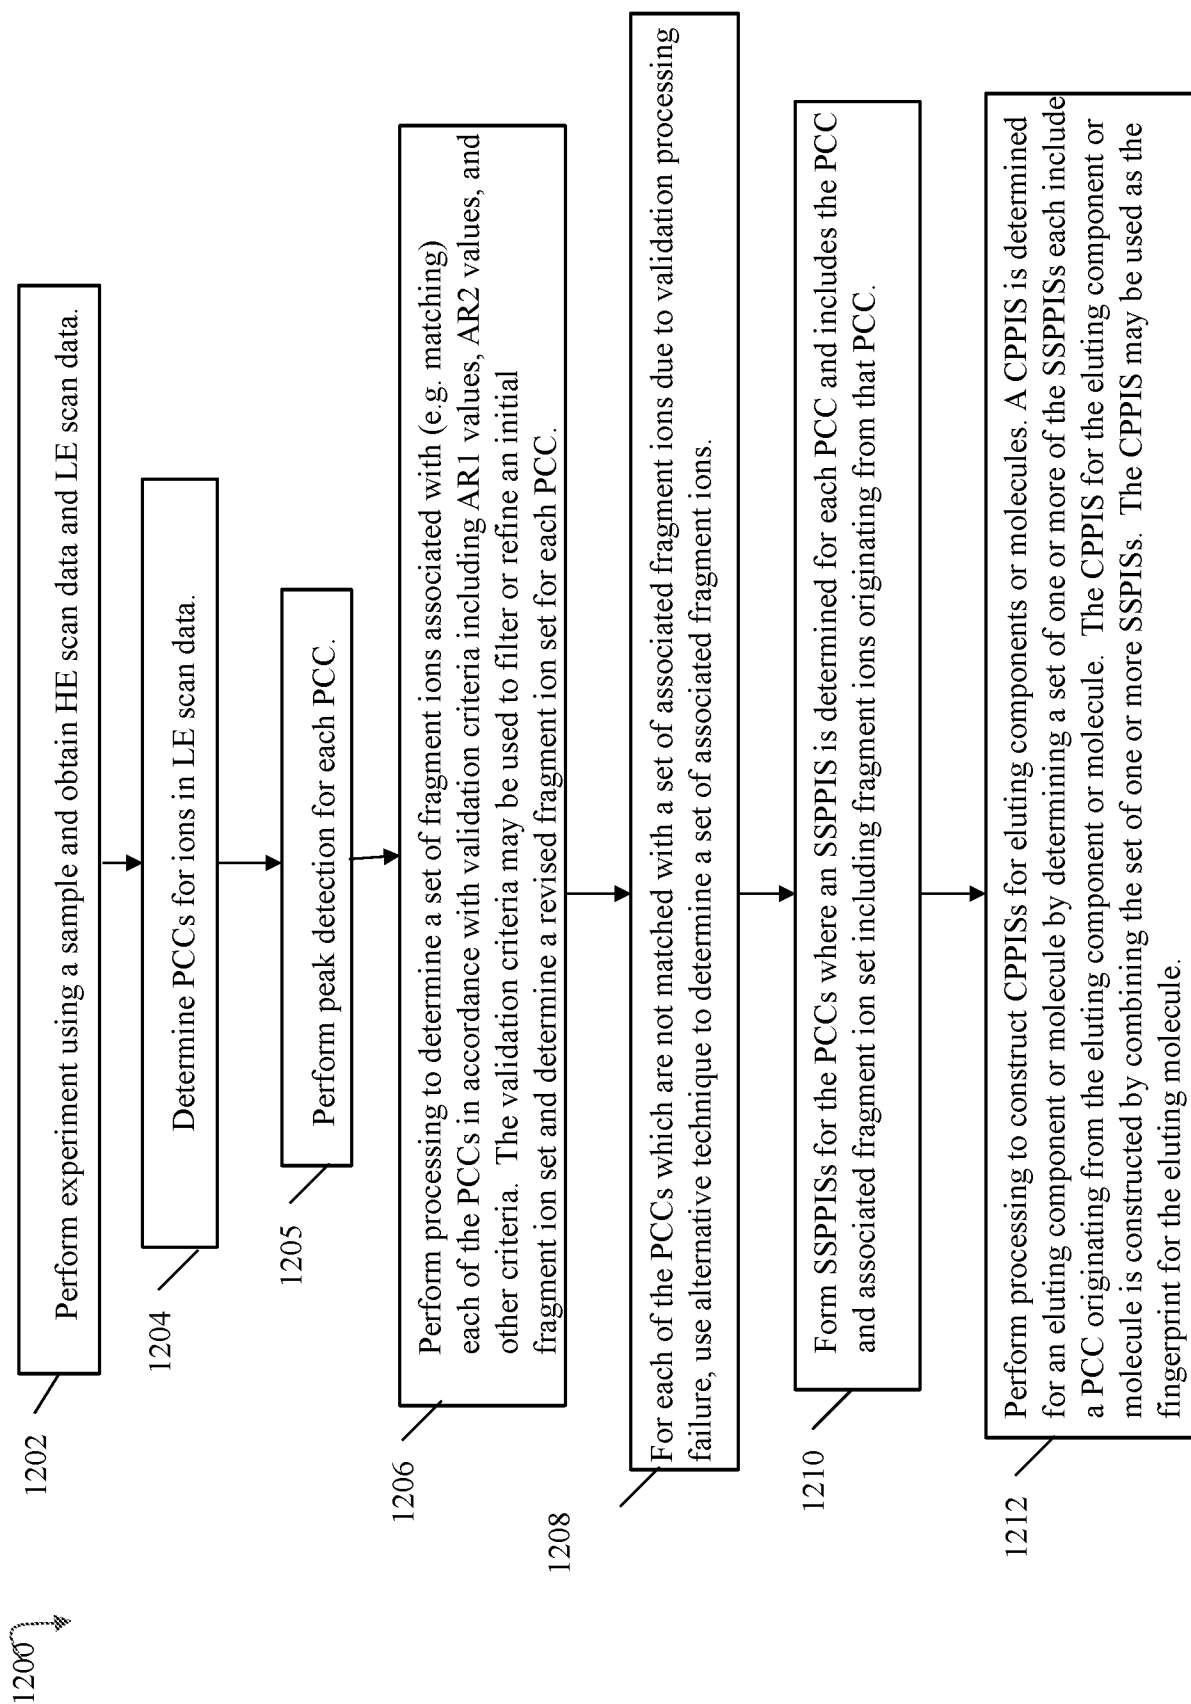 1200
1202
Perform experiment using a sample and obtain HE scan data and LE scan data.
1204
Determine PCCs for ions in LE scan data.
1205
Perform peak detection for each PCC.
1206
Perform processing to determine a set of fragment ions associated with (e.g. matching)
each of the PCCs in accordance with validation criteria including AR1 values, AR2 values, and
other criteria. The validation criteria may be used to filter or refine an initial
fragment ion set and determine a revised fragment ion set for each PCC.
1208
For each of the PCCs which are not matched with a set of associated fragment ions due to validation processing
failure, use alternative technique to determine a set of associated fragment ions.
1210
Form SSPPISs for the PCCs where an SSPPIS is determined for each PCC and includes the PCC
and associated fragment ion set including fragment ions originating from that PCC.
1212
Perform processing to construct CPPISs for eluting components or molecules. A CPPIS is determined
for an eluting component or molecule by determining a set of one or more of the SSPPISs each include
a PCC originating from the eluting component or molecule. The CPPIS for the eluting component or
molecule is constructed by combining the set of one or more SSPISs. The CPPIS may be used as the
fingerprint for the eluting molecule.